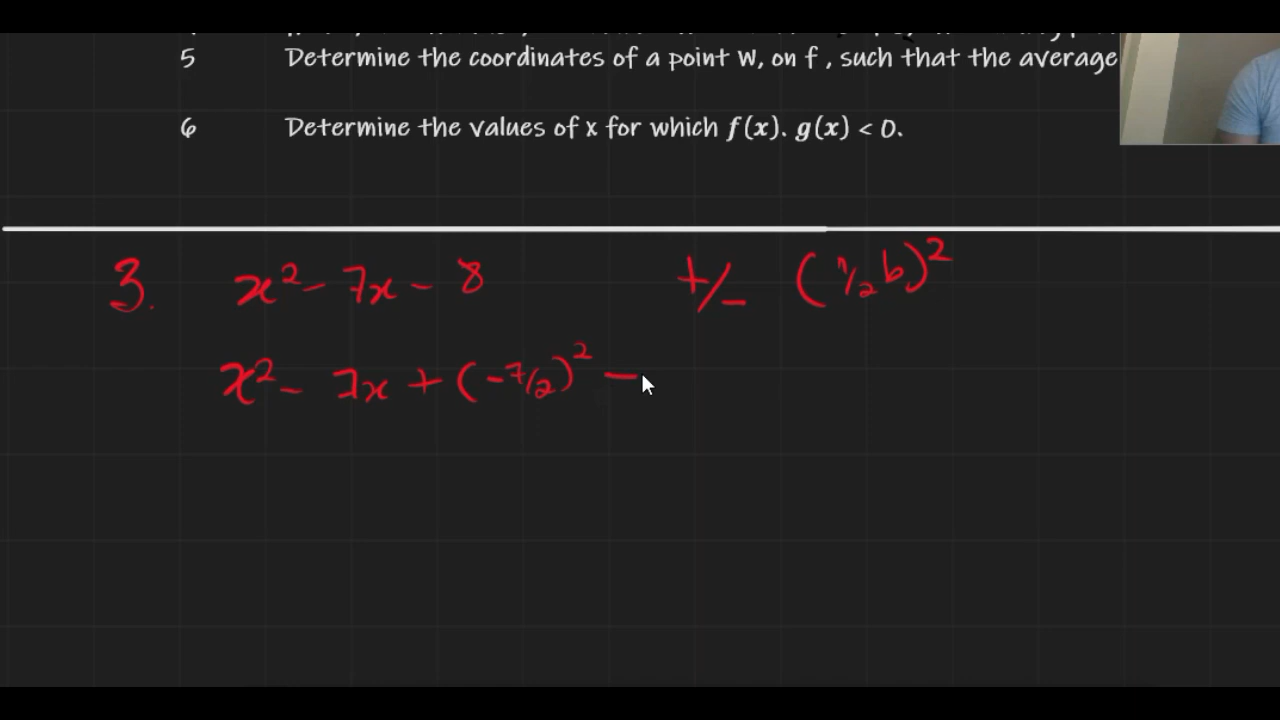 5 Determine the coordinates of a point W, on f , such that the average
6 Determine the values of x for which f(x). g(x) < 0.
3. x² - 7x - 8 +/- (1/2 b)²
x² - 7x + (-7/2)² -